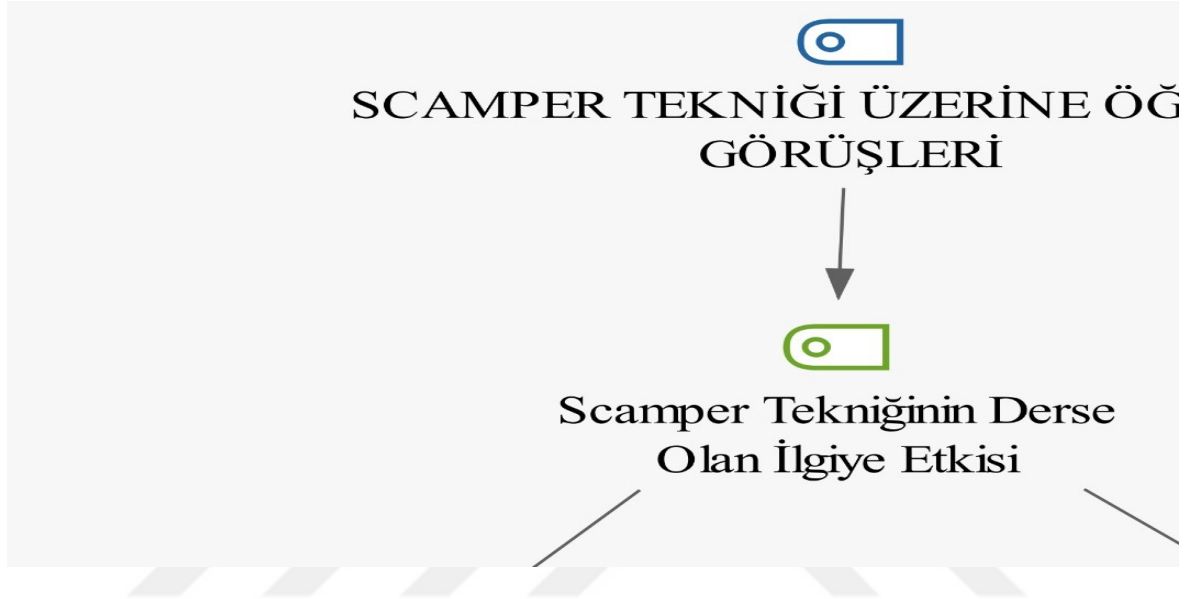 SCAMPER TEKNİĞİ ÜZERİNE
GÖRÜŞLERİ
Scamper Tekniğinin Derse
Olan İlgiye Etkisi